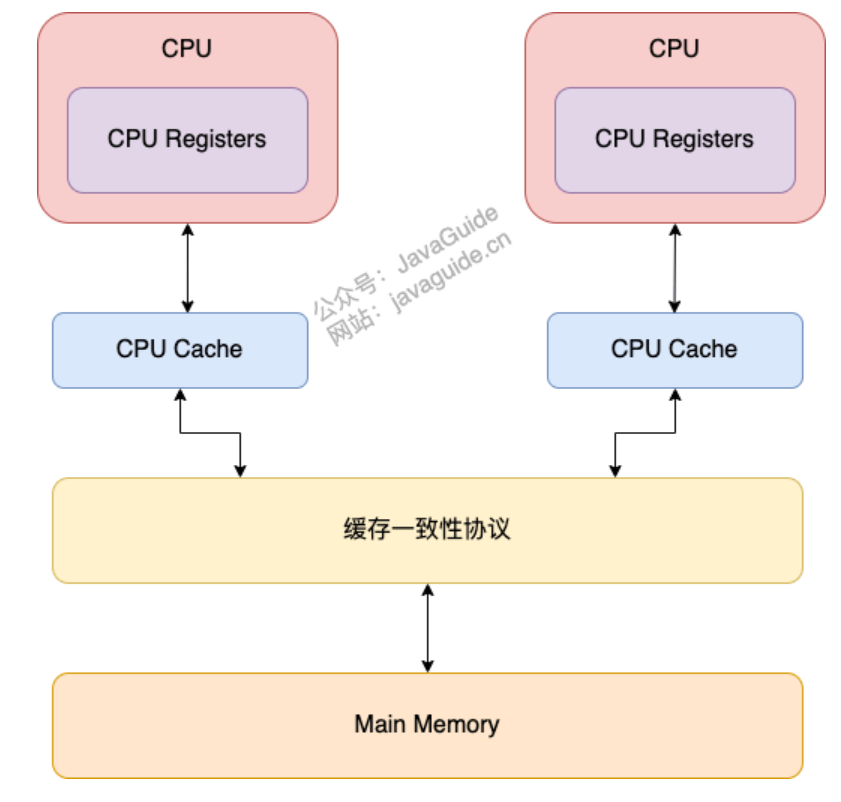 CPU
CPU
CPU Registers
CPU Registers
公众号：JavaGuide
网站：javaguide.cn
CPU Cache
CPU Cache
缓存一致性协议
Main Memory